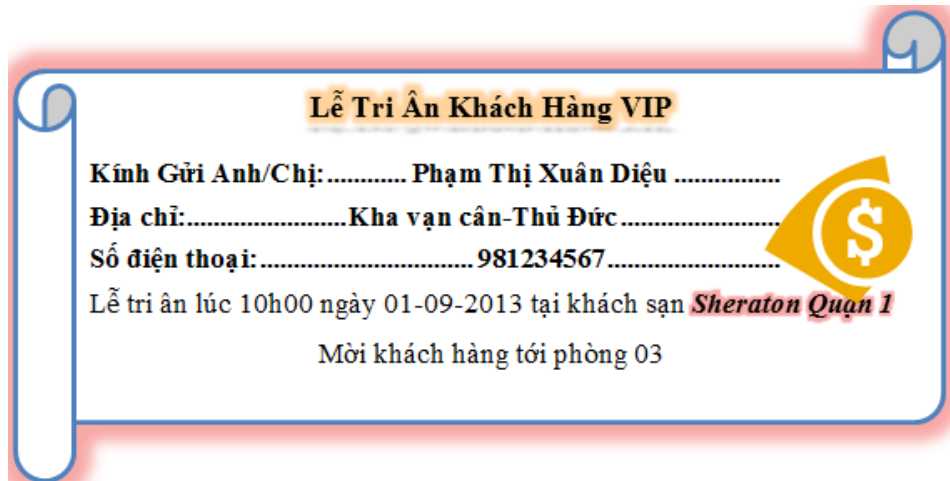 Lễ Tri Ân Khách Hàng VIP
Kính Gửi Anh/Chị:............ Phạm Thị Xuân Diệu ................
Địa chỉ:........................Kha vạn cân-Thủ Đức........................
Số điện thoại:................................981234567..........................
Lễ tri ân lúc 10h00 ngày 01-09-2013 tại khách sạn Sheraton Quận 1
Mời khách hàng tới phòng 03
$